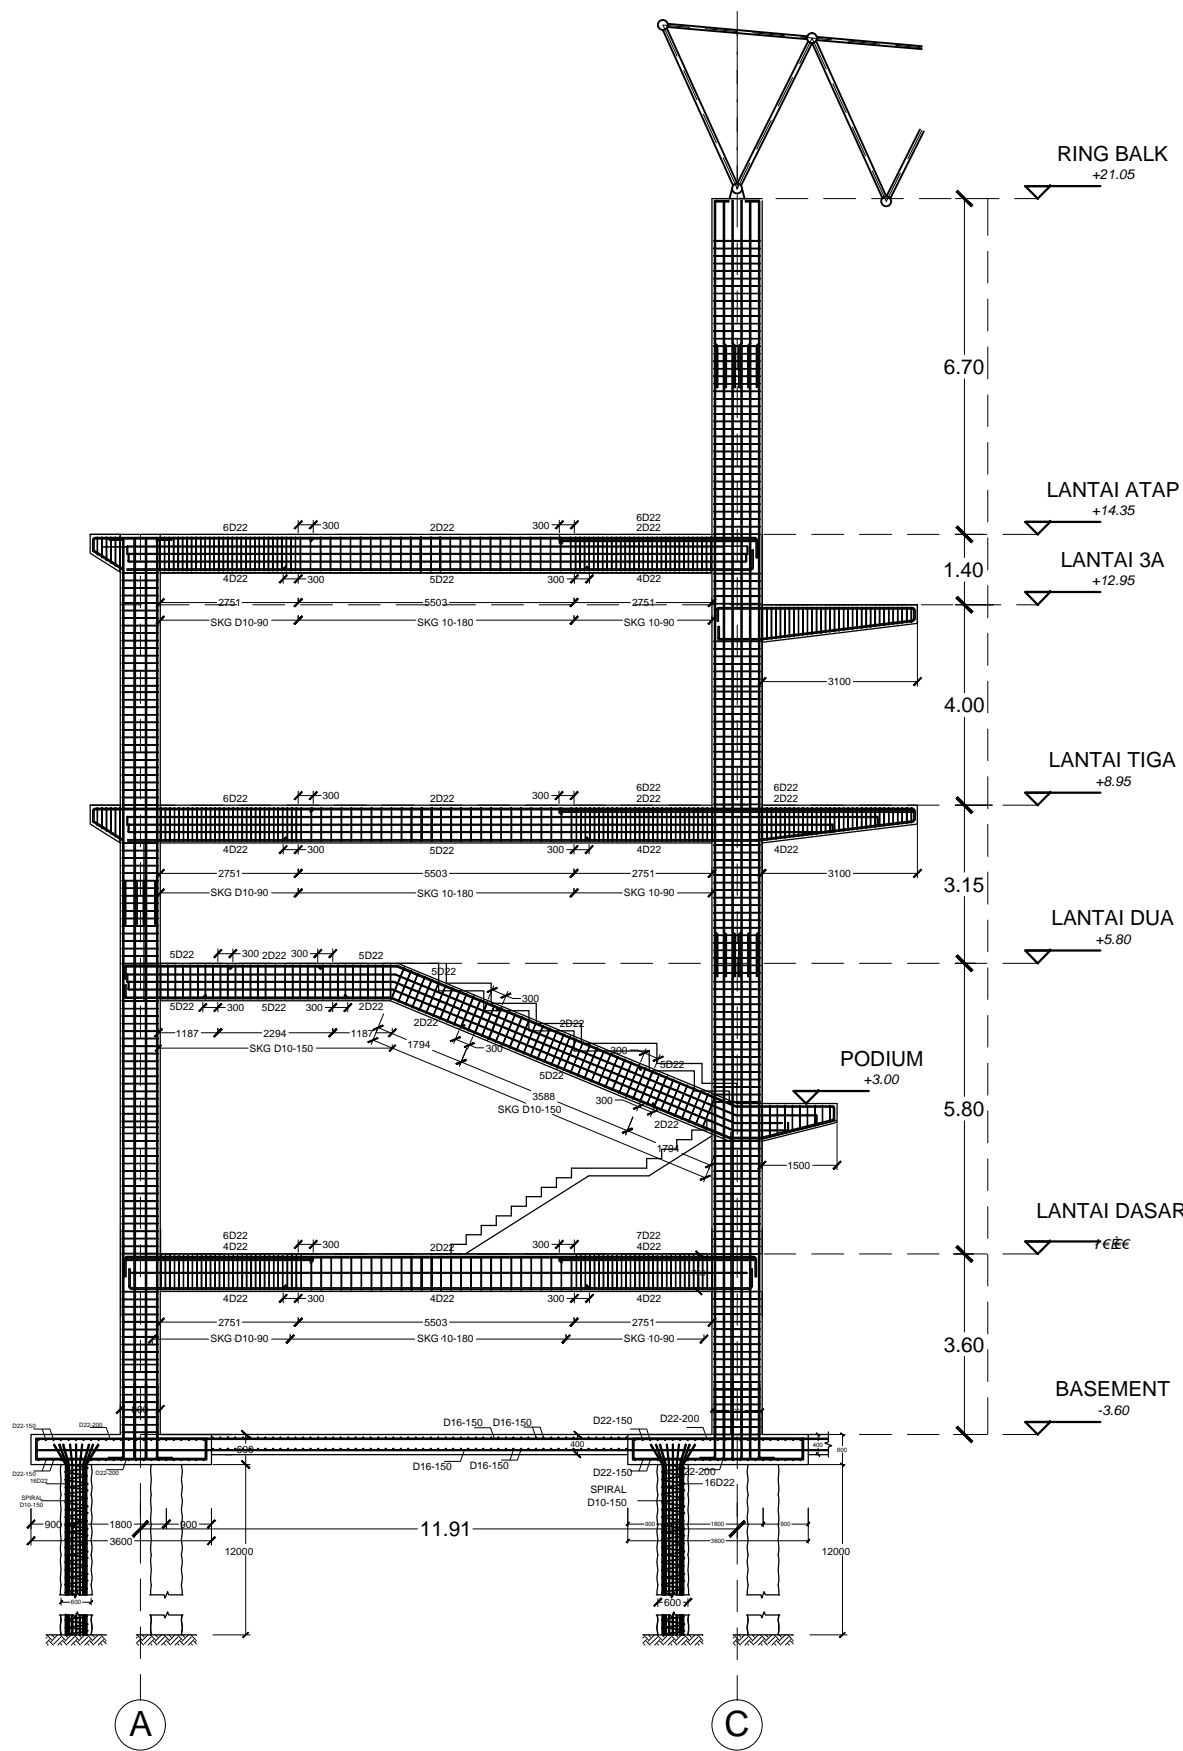 RING BALK
+21.05
6.70
LANTAI ATAP
+14.35
6D22
300
2D22
300
6D22
2D22
4D22
300
5D22
300
4D22
LANTAI 3A
+12.95
1.40
2751
5503
2751
SKG D10-90
SKG 10-180
SKG 10-90
3100
4.00
LANTAI TIGA
+8.95
6D22
300
2D22
300
6D22
2D22
6D22
2D22
4D22
300
5D22
300
4D22
4D22
2751
5503
2751
3100
SKG D10-90
SKG 10-180
SKG 10-90
3.15
LANTAI DUA
+5.80
5D22
300
2D22
300
5D22
5D22
300
5D22
300
5D22
300
2D22
1187
2294
1187
2D22
2D22
SKG D10-150
1794
300
300
5D22
5D22
3588
SKG D10-150
300
2D22
1794
PODIUM
+3.00
1500
5.80
LANTAI DASAR
6D22
4D22
300
2D22
300
7D22
4D22
4D22
300
4D22
300
4D22
2751
5503
2751
SKG D10-90
SKG 10-180
SKG 10-90
3.60
BASEMENT
-3.60
D22-150
D22-200
D16-150
D16-150
D22-150
D22-200
600
400
400
600
D22-150
D22-200
D16-150
D16-150
D22-150
D22-200
16D22
16D22
SPIRAL
D10-150
SPIRAL
D10-150
900
1800
900
11.91
900
1800
900
3600
3600
12000
12000
600
600
A
C